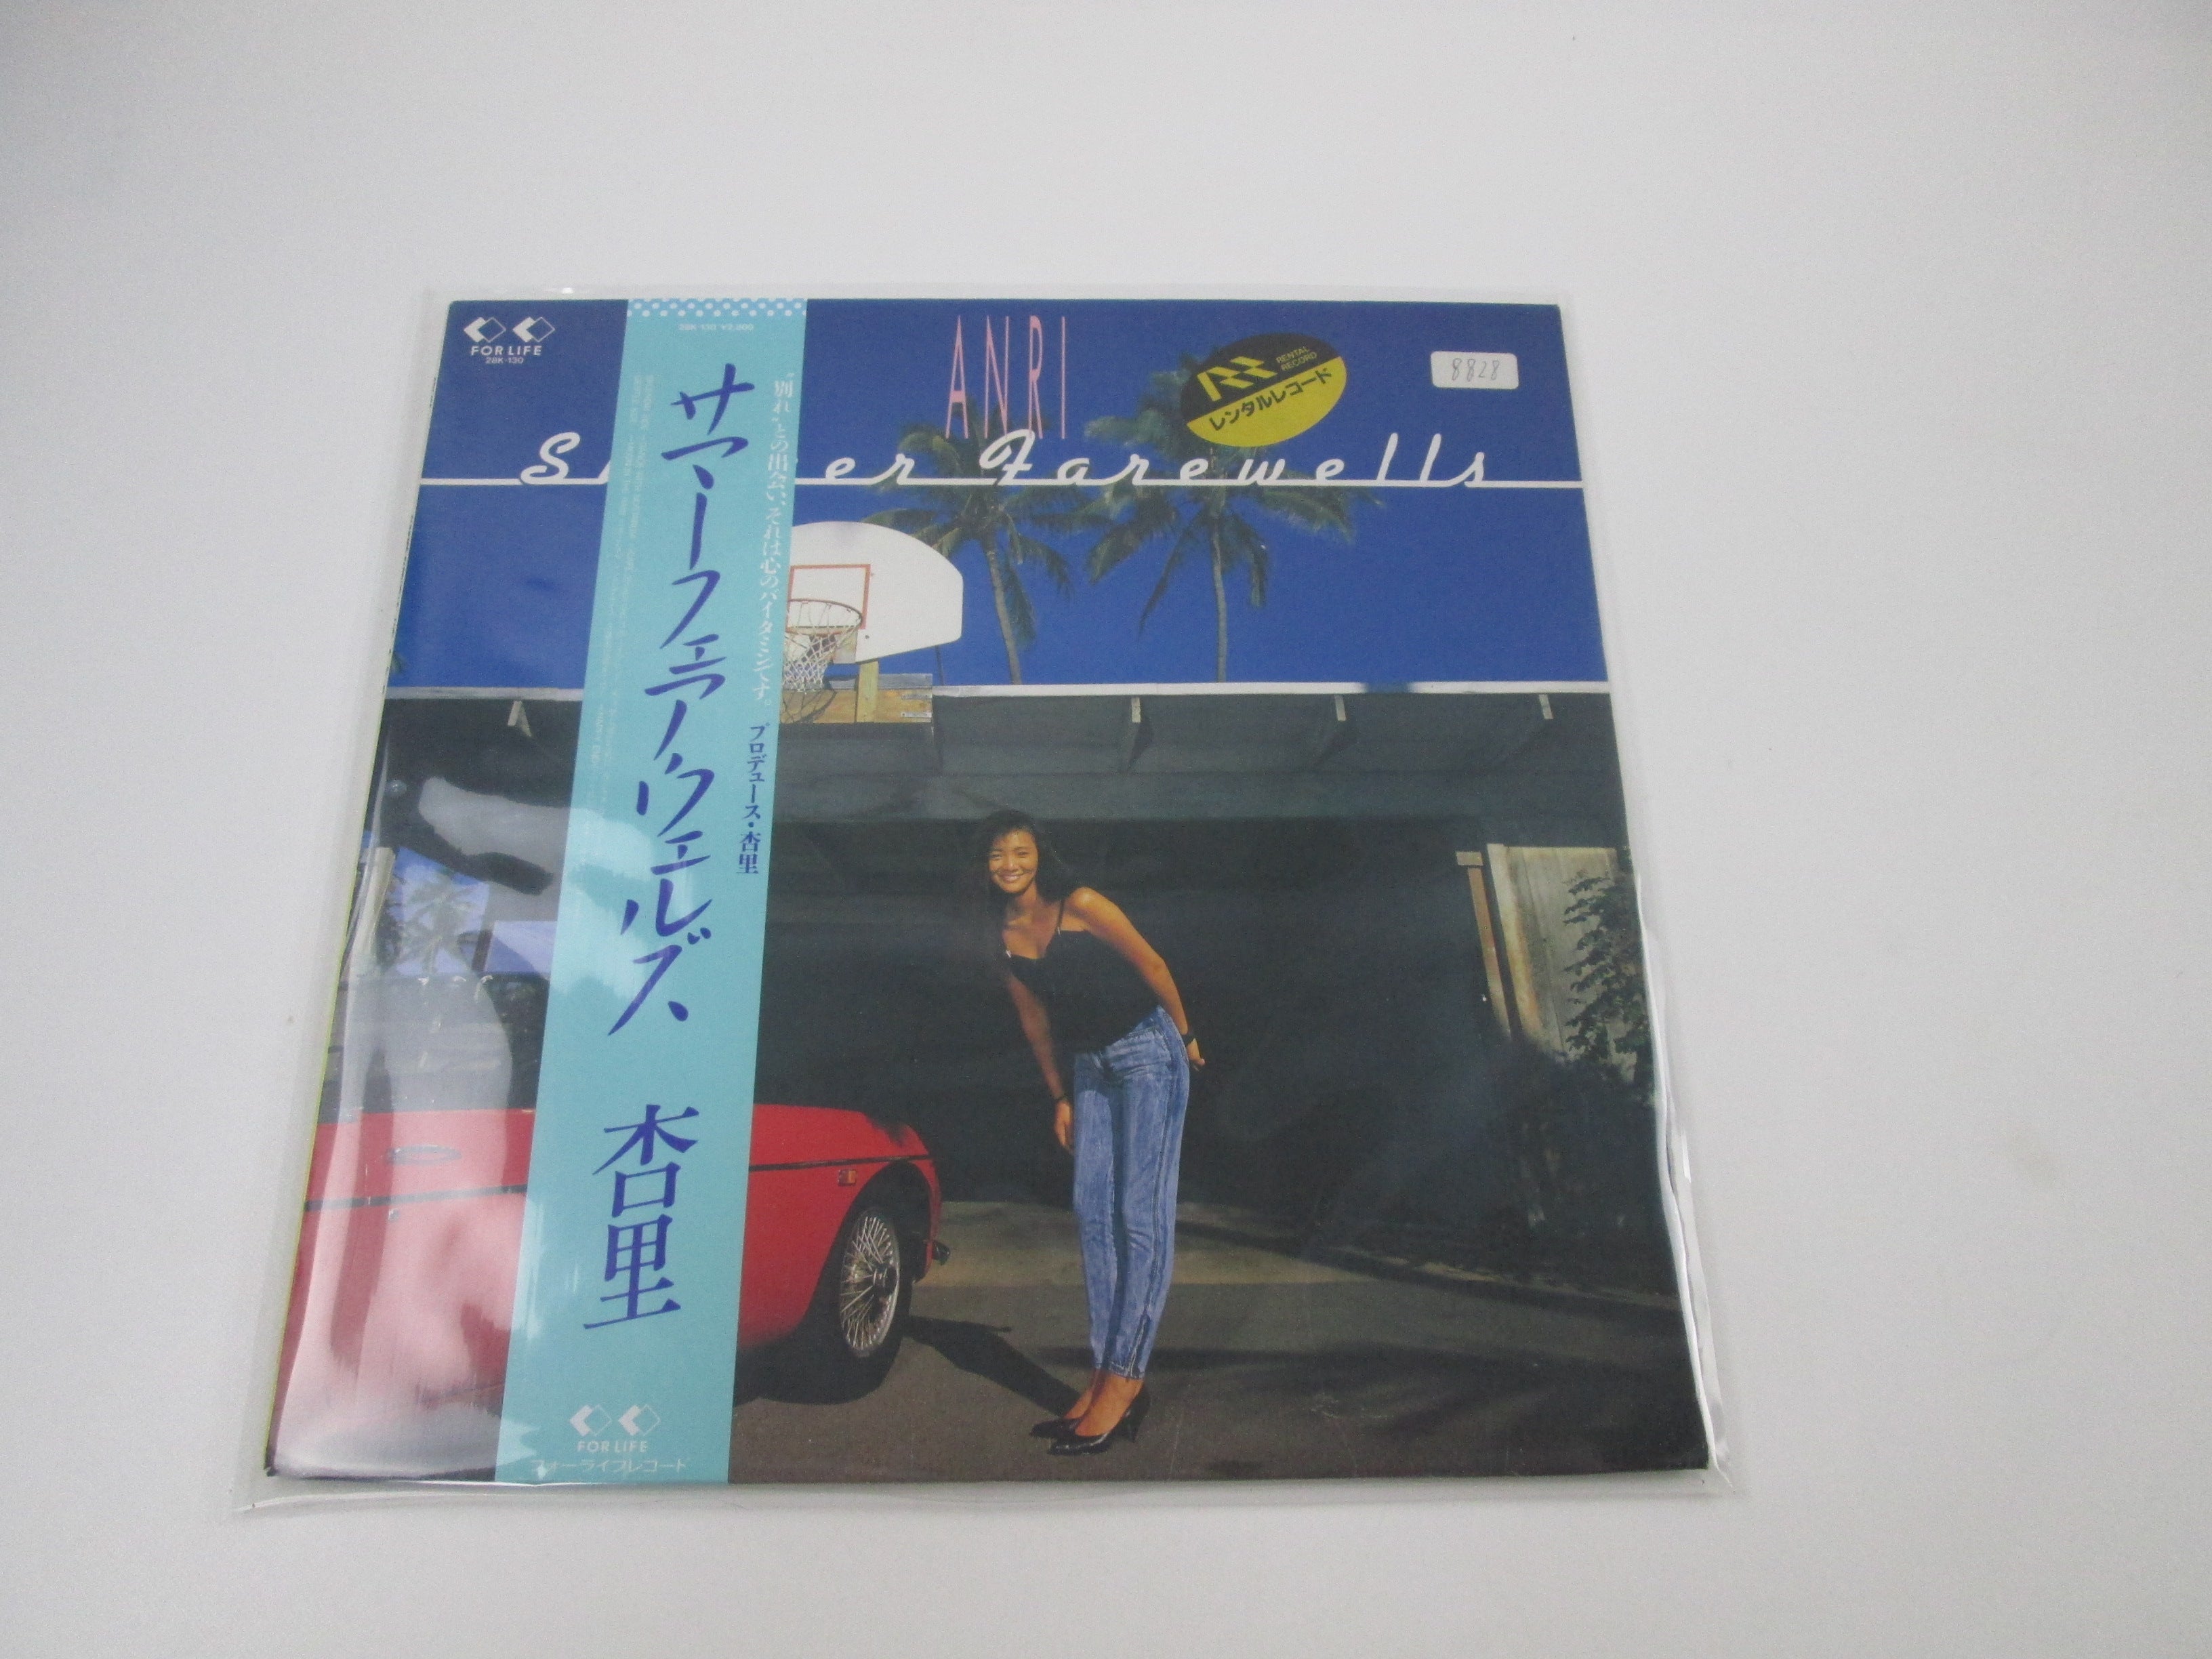 FOR LIFE
28K-130
28K-130 ¥2,800
ANRI
RENTAL
RECORD
レンタルレコード
8828
Farewells
サマーフェアウェルズ
杏里
“別れ”との出会い、それは心のバイタミンです。
プロデュース・杏里
FOR LIFE
フォーライフレコード